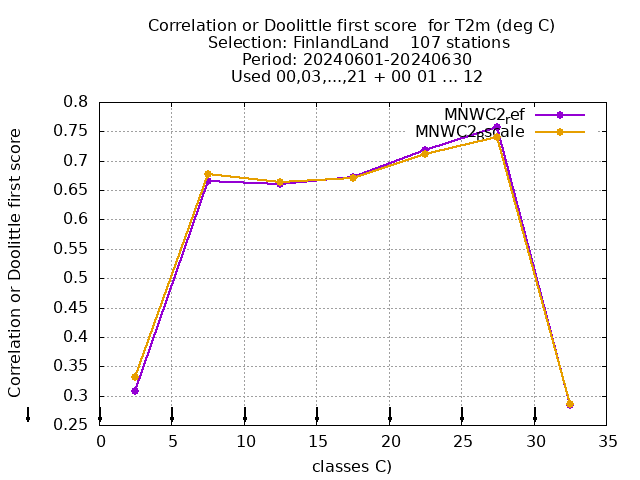 Correlation or Doolittle first score  for T2m (deg C)
Selection: FinlandLand    107 stations
Period: 20240601-20240630
Used 00,03,...,21 + 00 01 ... 12
MNWC2ref
MNWC2Bscale
Correlation or Doolittle first score
0.8
0.75
0.7
0.65
0.6
0.55
0.5
0.45
0.4
0.35
0.3
0.25
0 5 10 15 20 25 30 35
classes C)